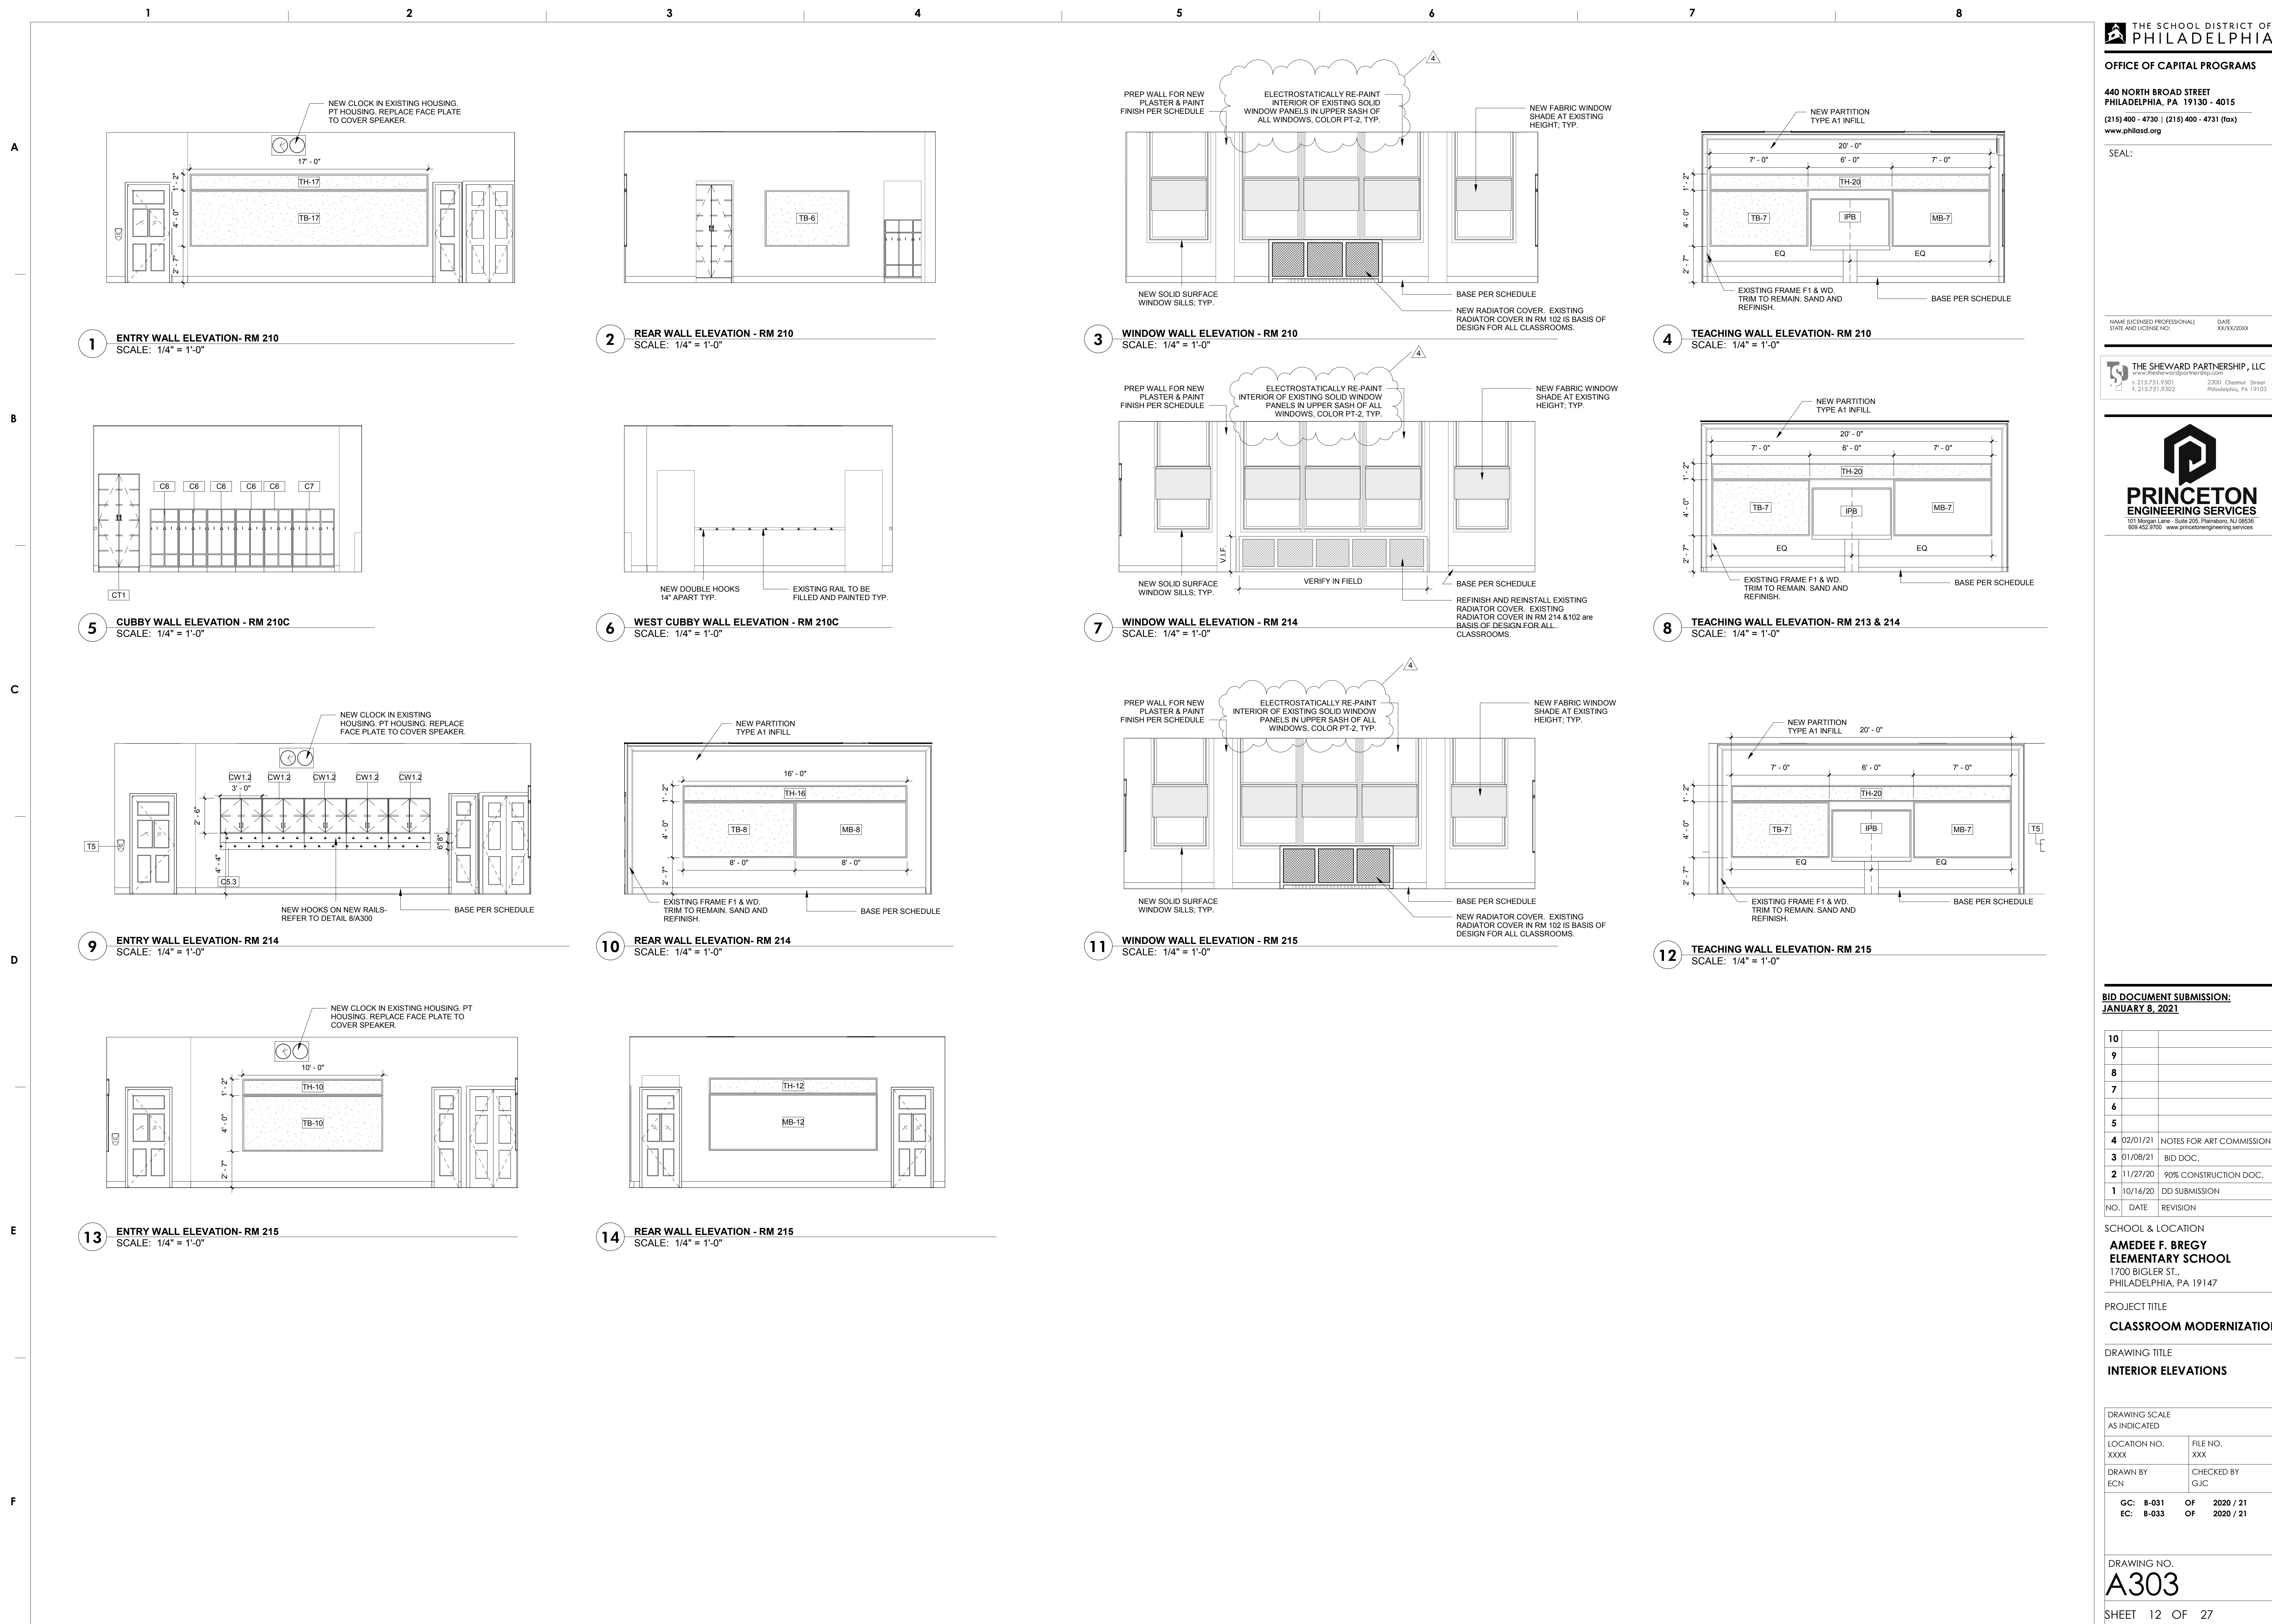 1 2 3 4 5 6 7 8
A
B
C
D
E
F
NEW CLOCK IN EXISTING HOUSING.
PT HOUSING. REPLACE FACE PLATE
TO COVER SPEAKER.
17' - 0"
TH-17
TB-17
1' - 2"
4' - 0"
2' - 7"
1 ENTRY WALL ELEVATION- RM 210
SCALE: 1/4" = 1'-0"
TB-6
2 REAR WALL ELEVATION - RM 210
SCALE: 1/4" = 1'-0"
4
PREP WALL FOR NEW
PLASTER & PAINT
FINISH PER SCHEDULE
ELECTROSTATICALLY RE-PAINT
INTERIOR OF EXISTING SOLID
WINDOW PANELS IN UPPER SASH OF
ALL WINDOWS, COLOR PT-2, TYP.
NEW FABRIC WINDOW
SHADE AT EXISTING
HEIGHT; TYP.
NEW SOLID SURFACE
WINDOW SILLS; TYP.
BASE PER SCHEDULE
NEW RADIATOR COVER. EXISTING
RADIATOR COVER IN RM 102 IS BASIS OF
DESIGN FOR ALL CLASSROOMS.
3 WINDOW WALL ELEVATION - RM 210
SCALE: 1/4" = 1'-0"
NEW PARTITION
TYPE A1 INFILL
20' - 0"
7' - 0" 6' - 0" 7' - 0"
TH-20
TB-7 IPB MB-7
1' - 2"
4' - 0"
2' - 7"
EQ EQ
EXISTING FRAME F1 & WD.
TRIM TO REMAIN. SAND AND
REFINISH.
BASE PER SCHEDULE
4 TEACHING WALL ELEVATION- RM 210
SCALE: 1/4" = 1'-0"
C6 C6 C6 C6 C6 C7
CT1
5 CUBBY WALL ELEVATION - RM 210C
SCALE: 1/4" = 1'-0"
NEW DOUBLE HOOKS
14" APART TYP.
EXISTING RAIL TO BE
FILLED AND PAINTED TYP.
6 WEST CUBBY WALL ELEVATION - RM 210C
SCALE: 1/4" = 1'-0"
4
PREP WALL FOR NEW
PLASTER & PAINT
FINISH PER SCHEDULE
ELECTROSTATICALLY RE-PAINT
INTERIOR OF EXISTING SOLID WINDOW
PANELS IN UPPER SASH OF ALL
WINDOWS, COLOR PT-2, TYP.
NEW FABRIC WINDOW
SHADE AT EXISTING
HEIGHT; TYP.
V.I.F.
VERIFY IN FIELD
NEW SOLID SURFACE
WINDOW SILLS; TYP.
BASE PER SCHEDULE
REFINISH AND REINSTALL EXISTING
RADIATOR COVER. EXISTING
RADIATOR COVER IN RM 214 &102 are
BASIS OF DESIGN FOR ALL
CLASSROOMS.
7 WINDOW WALL ELEVATION - RM 214
SCALE: 1/4" = 1'-0"
NEW PARTITION
TYPE A1 INFILL
20' - 0"
7' - 0" 6' - 0" 7' - 0"
TH-20
TB-7 IPB MB-7
1' - 2"
4' - 0"
2' - 7"
EQ EQ
EXISTING FRAME F1 & WD.
TRIM TO REMAIN. SAND AND
REFINISH.
BASE PER SCHEDULE
8 TEACHING WALL ELEVATION- RM 213 & 214
SCALE: 1/4" = 1'-0"
NEW CLOCK IN EXISTING
HOUSING. PT HOUSING. REPLACE
FACE PLATE TO COVER SPEAKER.
CW1.2 CW1.2 CW1.2 CW1.2 CW1.2
3' - 0"
2' - 6"
6" 8"
4' - 4"
T5
C5.3
NEW HOOKS ON NEW RAILS-
REFER TO DETAIL 8/A300
BASE PER SCHEDULE
9 ENTRY WALL ELEVATION- RM 214
SCALE: 1/4" = 1'-0"
NEW PARTITION
TYPE A1 INFILL
16' - 0"
TH-16
TB-8 MB-8
1' - 2"
4' - 0"
2' - 7"
8' - 0" 8' - 0"
EXISTING FRAME F1 & WD.
TRIM TO REMAIN. SAND AND
REFINISH.
BASE PER SCHEDULE
10 REAR WALL ELEVATION- RM 214
SCALE: 1/4" = 1'-0"
4
PREP WALL FOR NEW
PLASTER & PAINT
FINISH PER SCHEDULE
ELECTROSTATICALLY RE-PAINT
INTERIOR OF EXISTING SOLID WINDOW
PANELS IN UPPER SASH OF ALL
WINDOWS, COLOR PT-2, TYP.
NEW FABRIC WINDOW
SHADE AT EXISTING
HEIGHT; TYP.
NEW SOLID SURFACE
WINDOW SILLS; TYP.
BASE PER SCHEDULE
NEW RADIATOR COVER. EXISTING
RADIATOR COVER IN RM 102 IS BASIS OF
DESIGN FOR ALL CLASSROOMS.
11 WINDOW WALL ELEVATION - RM 215
SCALE: 1/4" = 1'-0"
NEW PARTITION
TYPE A1 INFILL
20' - 0"
7' - 0" 6' - 0" 7' - 0"
TH-20
TB-7 IPB MB-7
T5
1' - 2"
4' - 0"
2' - 7"
EQ EQ
EXISTING FRAME F1 & WD.
TRIM TO REMAIN. SAND AND
REFINISH.
BASE PER SCHEDULE
12 TEACHING WALL ELEVATION- RM 215
SCALE: 1/4" = 1'-0"
NEW CLOCK IN EXISTING HOUSING. PT
HOUSING. REPLACE FACE PLATE TO
COVER SPEAKER.
10' - 0"
TH-10
TB-10
1' - 2"
4' - 0"
2' - 7"
13 ENTRY WALL ELEVATION- RM 215
SCALE: 1/4" = 1'-0"
TH-12
MB-12
14 REAR WALL ELEVATION - RM 215
SCALE: 1/4" = 1'-0"
THE SCHOOL DISTRICT OF
PHILADELPHIA
OFFICE OF CAPITAL PROGRAMS
440 NORTH BROAD STREET
PHILADELPHIA, PA 19130 - 4015
(215) 400 - 4730 | (215) 400 - 4731 (fax)
www.philasd.org
SEAL:
NAME (LICENSED PROFESSIONAL) DATE
STATE AND LICENSE NO: XX/XX/20XX
THE SHEWARD PARTNERSHIP, LLC
www.theshewardpartnership.com
t. 215.751.9301 2300 Chestnut Street
f. 215.751.9302 Philadelphia, PA 19103
PRINCETON
ENGINEERING SERVICES
101 Morgan Lane - Suite 205, Plainsboro, NJ 08536
609.452.9700 www.princetonengineering.services
BID DOCUMENT SUBMISSION:
JANUARY 8, 2021
10
9
8
7
6
5
4 02/01/21 NOTES FOR ART COMMISSION
3 01/08/21 BID DOC.
2 11/27/20 90% CONSTRUCTION DOC.
1 10/16/20 DD SUBMISSION
NO. DATE REVISION
SCHOOL & LOCATION
AMEDEE F. BREGY
ELEMENTARY SCHOOL
1700 BIGLER ST.,
PHILADELPHIA, PA 19147
PROJECT TITLE
CLASSROOM MODERNIZATION
DRAWING TITLE
INTERIOR ELEVATIONS
DRAWING SCALE
AS INDICATED
LOCATION NO. FILE NO.
XXXX XXX
DRAWN BY CHECKED BY
ECN GJC
GC: B-031 OF 2020 / 21
EC: B-033 OF 2020 / 21
DRAWING NO.
A303
SHEET 12 OF 27